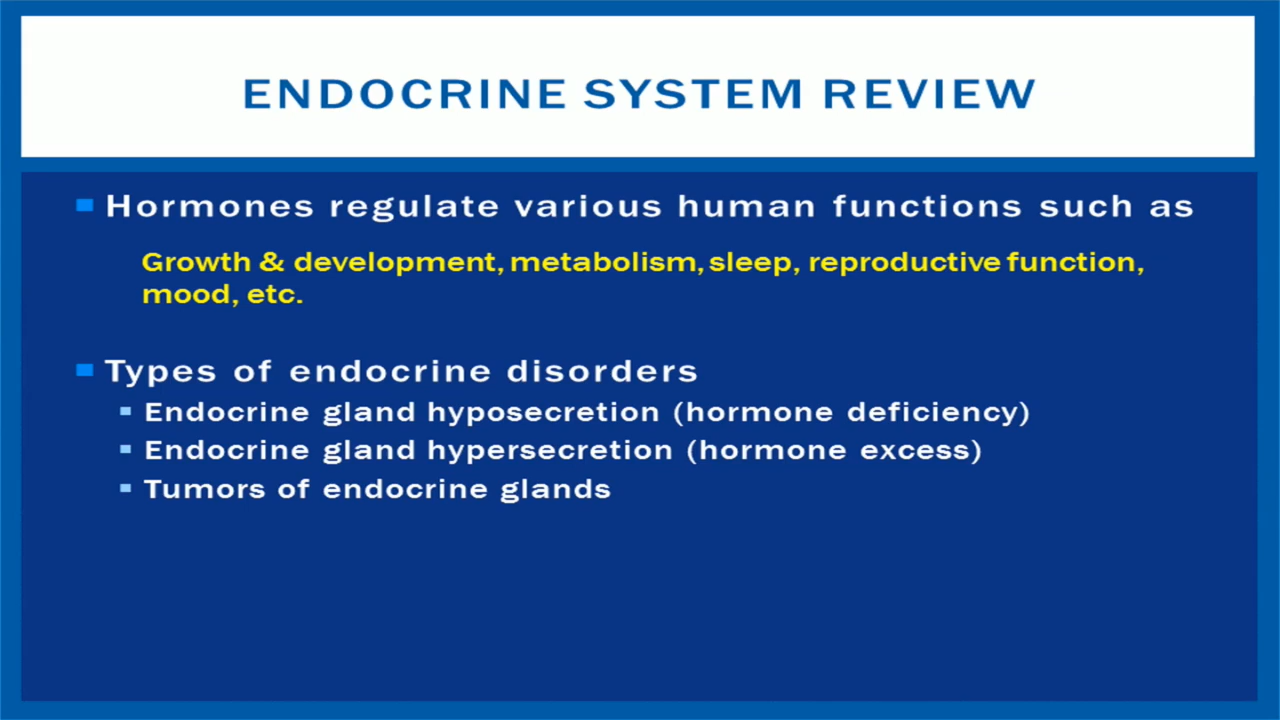 ENDOCRINE SYSTEM REVIEW
Hormones regulate various human functions such as
Growth & development, metabolism, sleep, reproductive function,
mood, etc.
Types of endocrine disorders
Endocrine gland hyposecretion (hormone deficiency)
Endocrine gland hypersecretion (hormone excess)
Tumors of endocrine glands